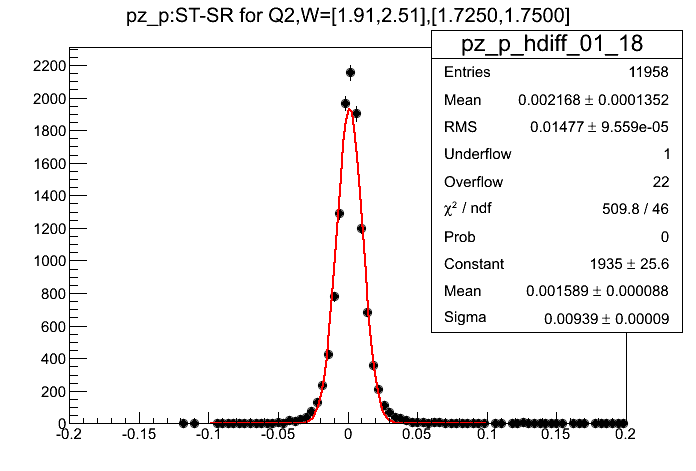 pz_p:ST-SR for Q2,W=[1.91,2.51],[1.7250,1.7500]
pz_p_hdiff_01_18
Entries 11958
Mean 0.002168 ± 0.0001352
RMS 0.01477 ± 9.559e-05
Underflow 1
Overflow 22
χ² / ndf 509.8 / 46
Prob 0
Constant 1935 ± 25.6
Mean 0.001589 ± 0.000088
Sigma 0.00939 ± 0.00009
2200
2000
1800
1600
1400
1200
1000
800
600
400
200
0
-0.2 -0.15 -0.1 -0.05 0 0.05 0.1 0.15 0.2